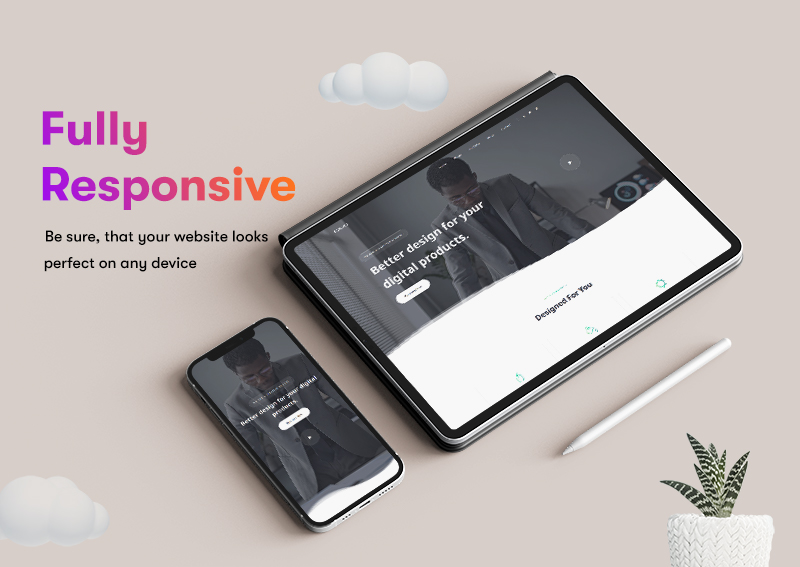 Fully
Responsive
Be sure, that your website looks
perfect on any device
Better design for your
digital products.
Designed For You
Better design for your digital
products.